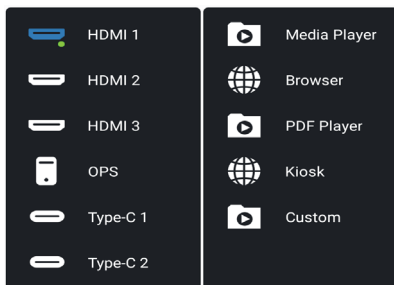 HDMI 1
HDMI 2
HDMI 3
OPS
Type-C 1
Type-C 2
Media Player
Browser
PDF Player
Kiosk
Custom